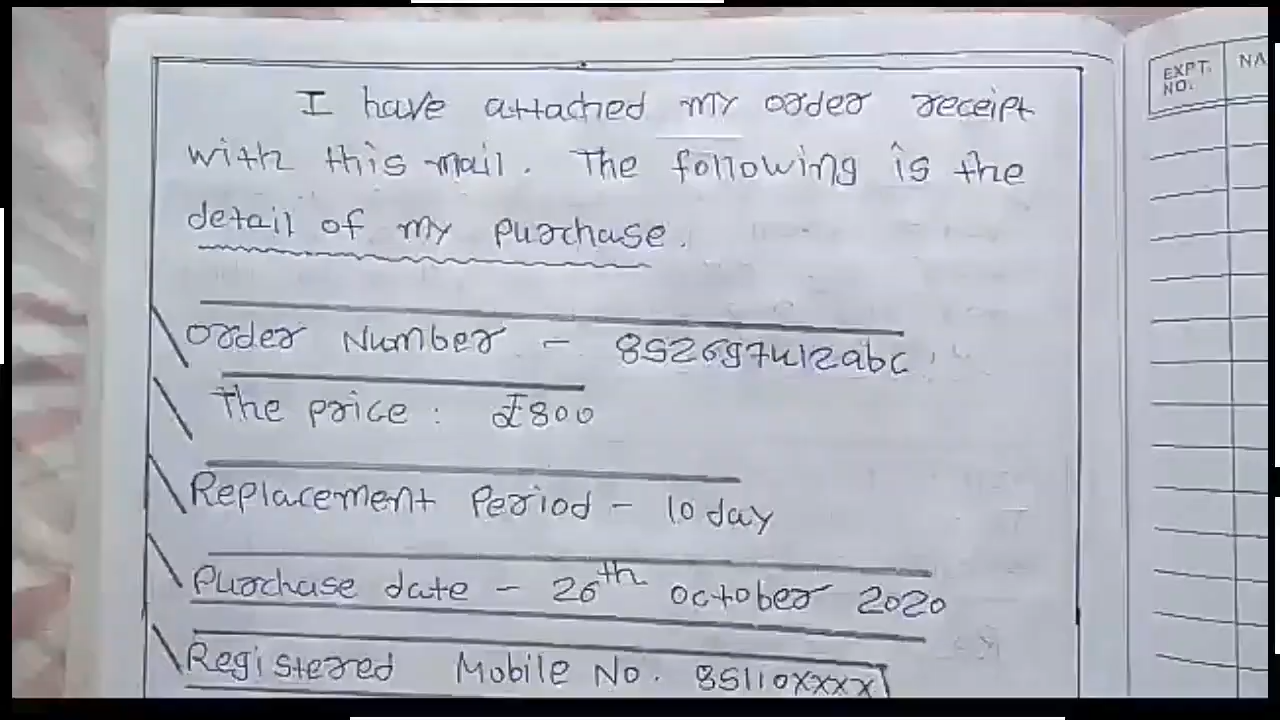 I have attached my order receipt
with this mail. The following is the
detail of my purchase.
Order Number - 852697412abc
The price: ₹800
Replacement Period - 10 day
Purchase date - 26th October 2020
Registered Mobile No. 85110xxxx
EXPT. NO.
NA